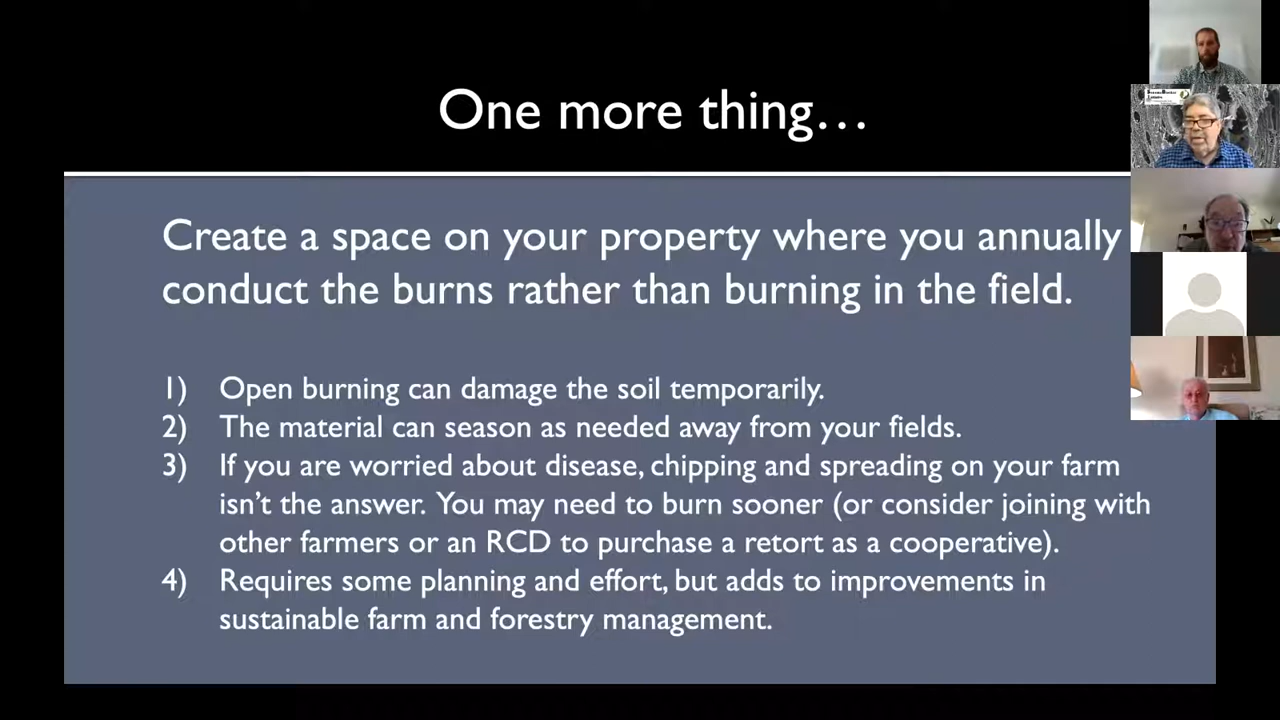 One more thing…
Create a space on your property where you annually
conduct the burns rather than burning in the field.
1) Open burning can damage the soil temporarily.
2) The material can season as needed away from your fields.
3) If you are worried about disease, chipping and spreading on your farm
isn't the answer. You may need to burn sooner (or consider joining with
other farmers or an RCD to purchase a retort as a cooperative).
4) Requires some planning and effort, but adds to improvements in
sustainable farm and forestry management.